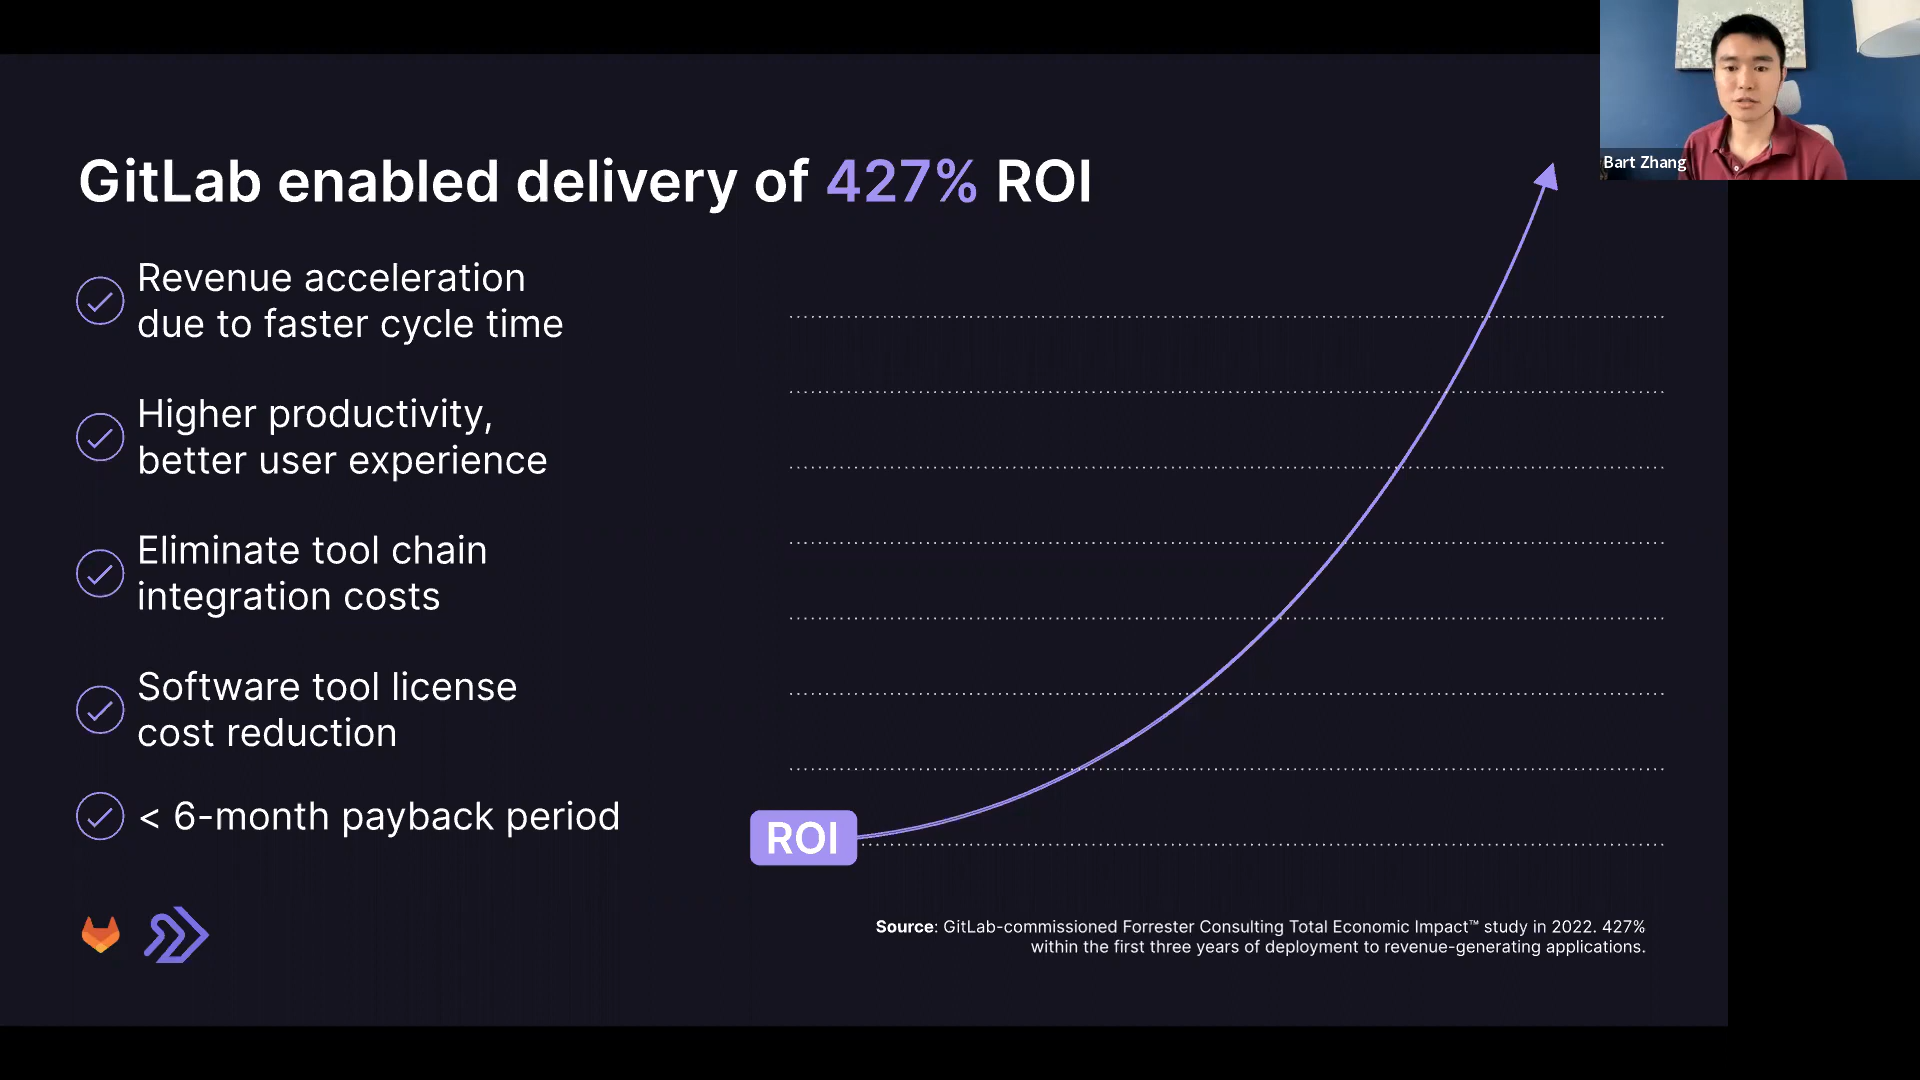 Bart Zhang
GitLab enabled delivery of 427% ROI
Revenue acceleration
due to faster cycle time
Higher productivity,
better user experience
Eliminate tool chain
integration costs
Software tool license
cost reduction
< 6-month payback period
ROI
Source: GitLab-commissioned Forrester Consulting Total Economic Impact™ study in 2022. 427%
within the first three years of deployment to revenue-generating applications.